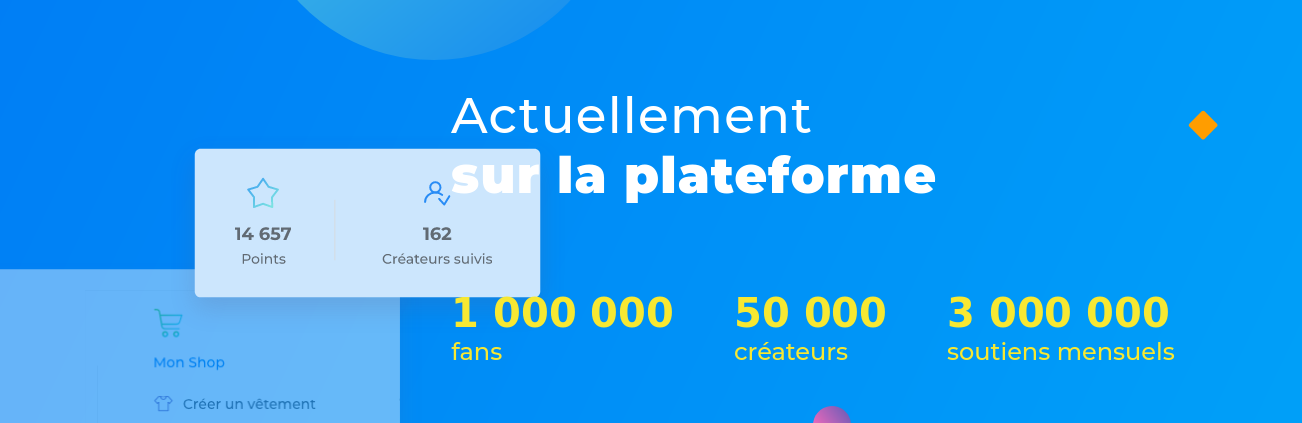 Actuellement
sur la plateforme
14 657
Points
162
Créateurs suivis
1 000 000
fans
50 000
créateurs
3 000 000
soutiens mensuels
Mon Shop
Créer un vêtement